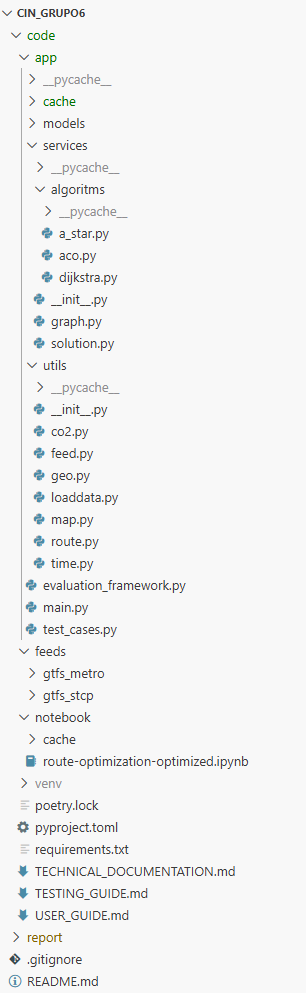 CIN_GRUPO6
code
app
__pycache__
cache
models
services
__pycache__
algoritms
__pycache__
a_star.py
aco.py
dijkstra.py
__init__.py
graph.py
solution.py
utils
__pycache__
__init__.py
co2.py
feed.py
geo.py
loaddata.py
map.py
route.py
time.py
evaluation_framework.py
main.py
test_cases.py
feeds
gtfs_metro
gtfs_stcp
notebook
cache
route-optimization-optimized.ipynb
venv
poetry.lock
pyproject.toml
requirements.txt
TECHNICAL_DOCUMENTATION.md
TESTING_GUIDE.md
USER_GUIDE.md
report
.gitignore
README.md